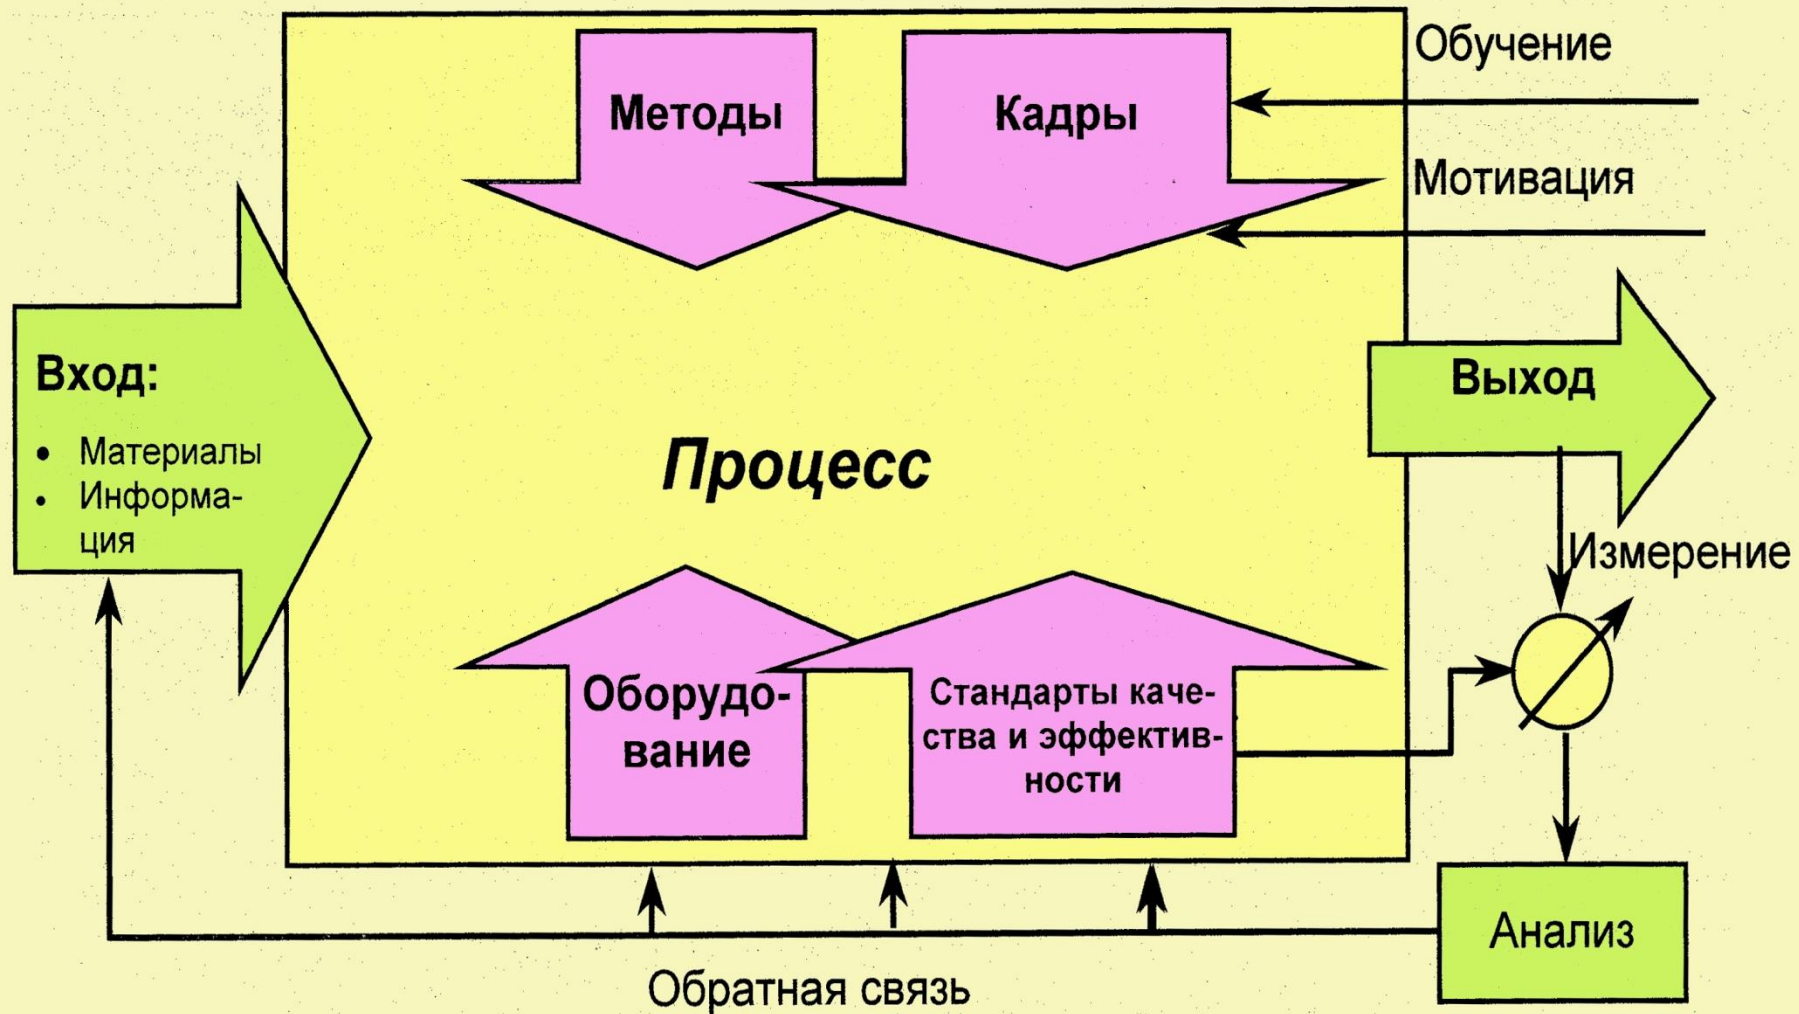 Обучение
Методы
Кадры
Мотивация
Вход:
• Материалы
• Информа-
ция
Выход
Процесс
Измерение
Оборудо-
вание
Стандарты каче-
ства и эффектив-
ности
Анализ
Обратная связь